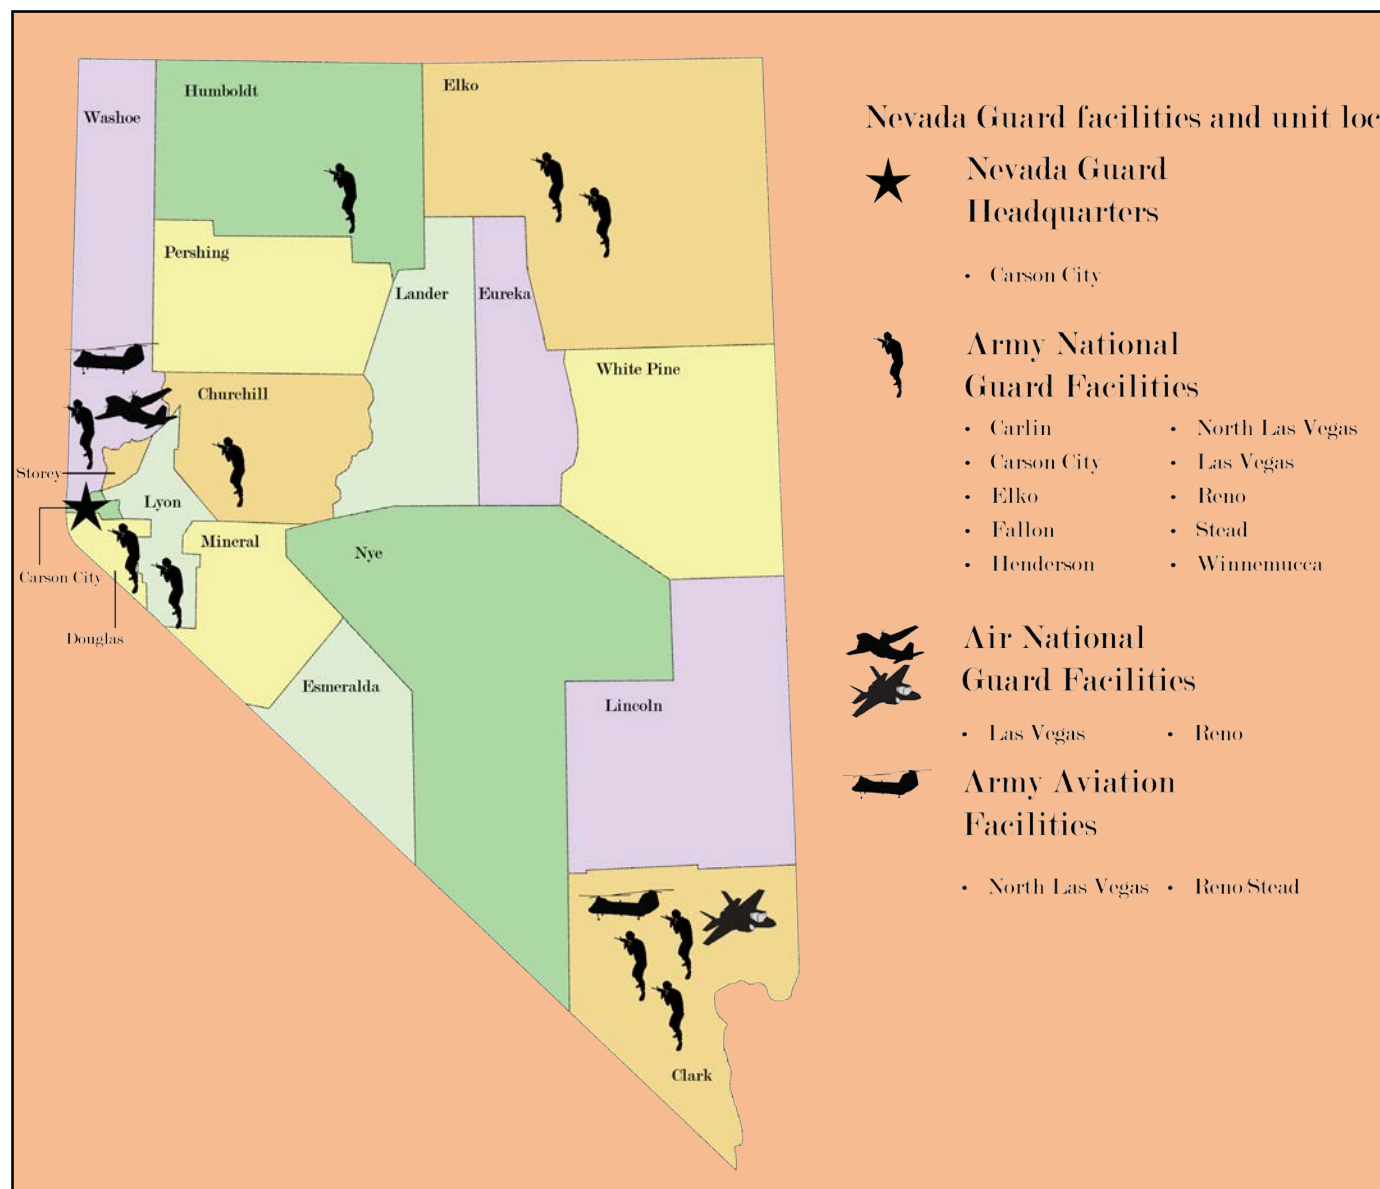 Humboldt
Elko
Washoe
Pershing
Lander
Eureka
White Pine
Churchill
Storey
Lyon
Mineral
Nye
Carson City
Douglas
Esmeralda
Lincoln
Clark
Nevada Guard facilities and unit loc
Nevada Guard
Headquarters
• Carson City
Army National
Guard Facilities
• Carlin
• Carson City
• Elko
• Fallon
• Henderson
• North Las Vegas
• Las Vegas
• Reno
• Stead
• Winnemucca
Air National
Guard Facilities
• Las Vegas • Reno
Army Aviation
Facilities
• North Las Vegas • Reno/Stead